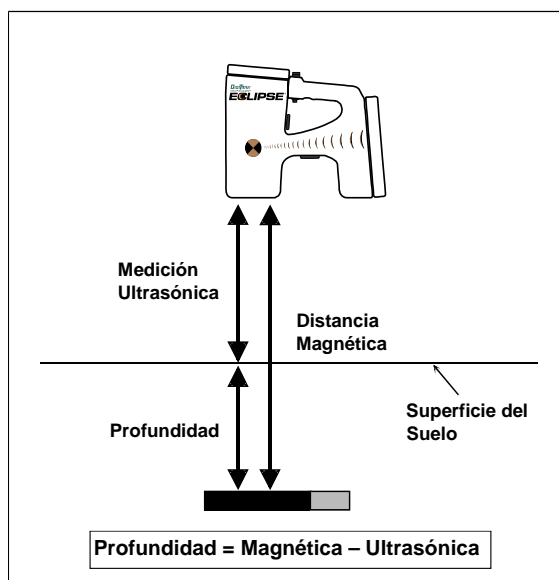 DigiTrak
ECLIPSE
Medición
Ultrasónica
Distancia
Magnética
Superficie del
Suelo
Profundidad
Profundidad = Magnética – Ultrasónica